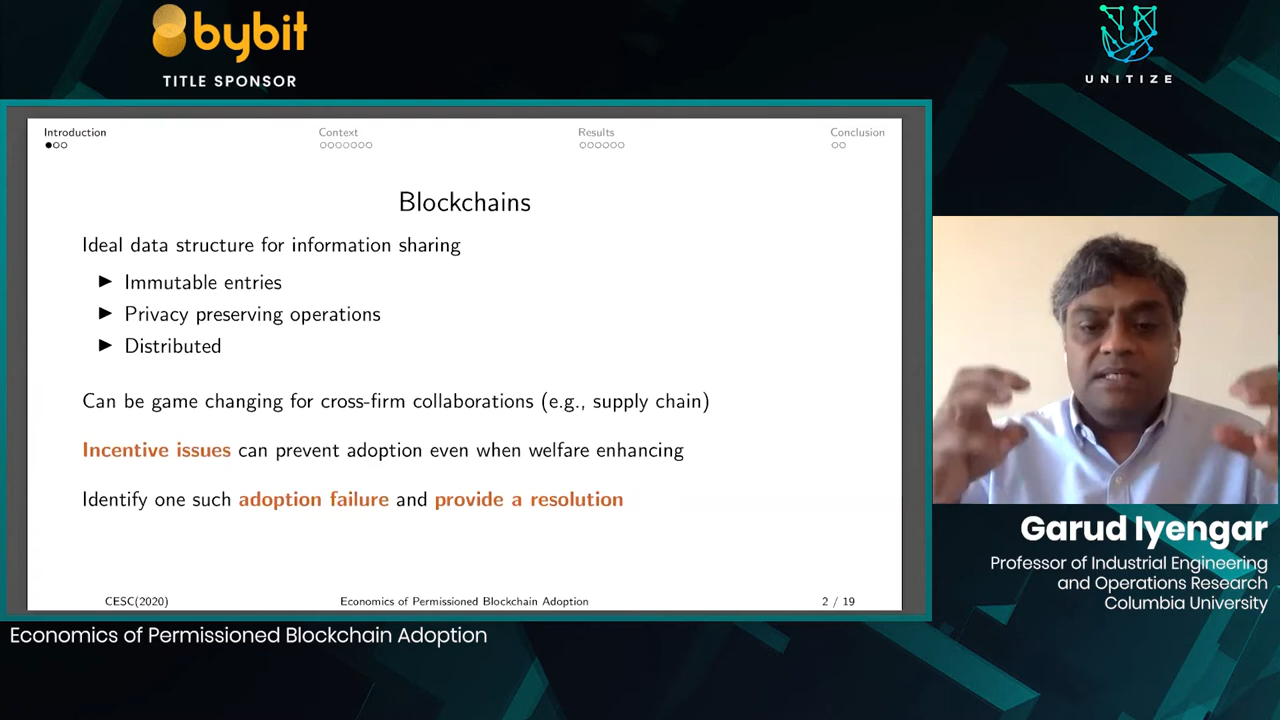 bybit
TITLE SPONSOR
UNITIZE
Introduction
Context
Results
Conclusion
Blockchains
Ideal data structure for information sharing
Immutable entries
Privacy preserving operations
Distributed
Can be game changing for cross-firm collaborations (e.g., supply chain)
Incentive issues can prevent adoption even when welfare enhancing
Identify one such adoption failure and provide a resolution
CESC(2020)
Economics of Permissioned Blockchain Adoption
2 / 19
Garud Iyengar
Professor of Industrial Engineering
and Operations Research
Columbia University
Economics of Permissioned Blockchain Adoption